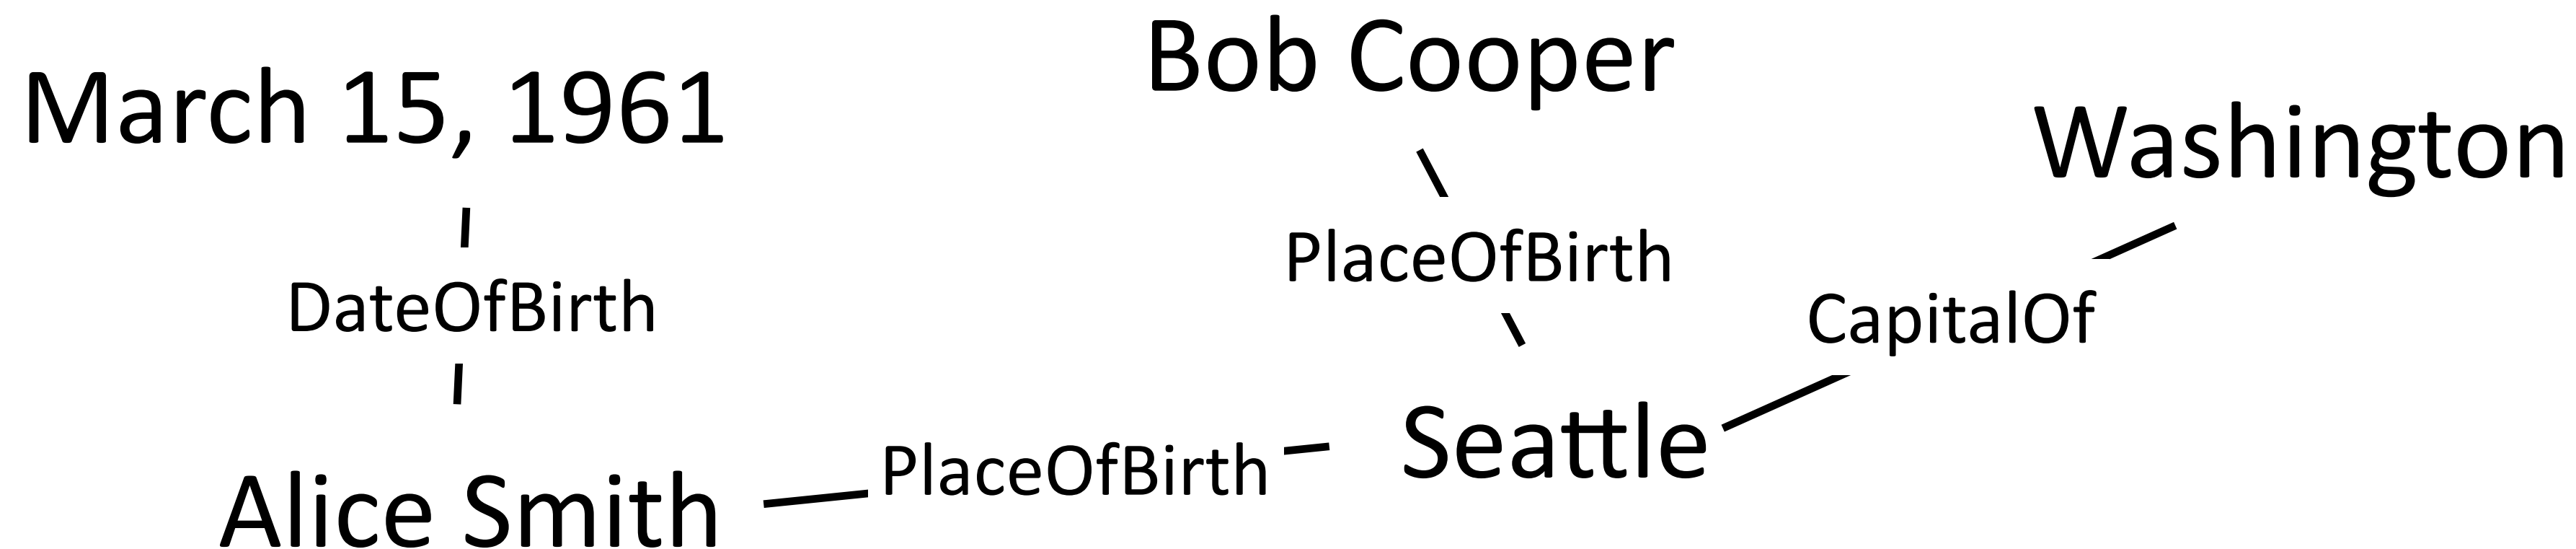 Bob Cooper
March 15, 1961
Washington
PlaceOfBirth
DateOfBirth
CapitalOf
Seattle
PlaceOfBirth
Alice Smith